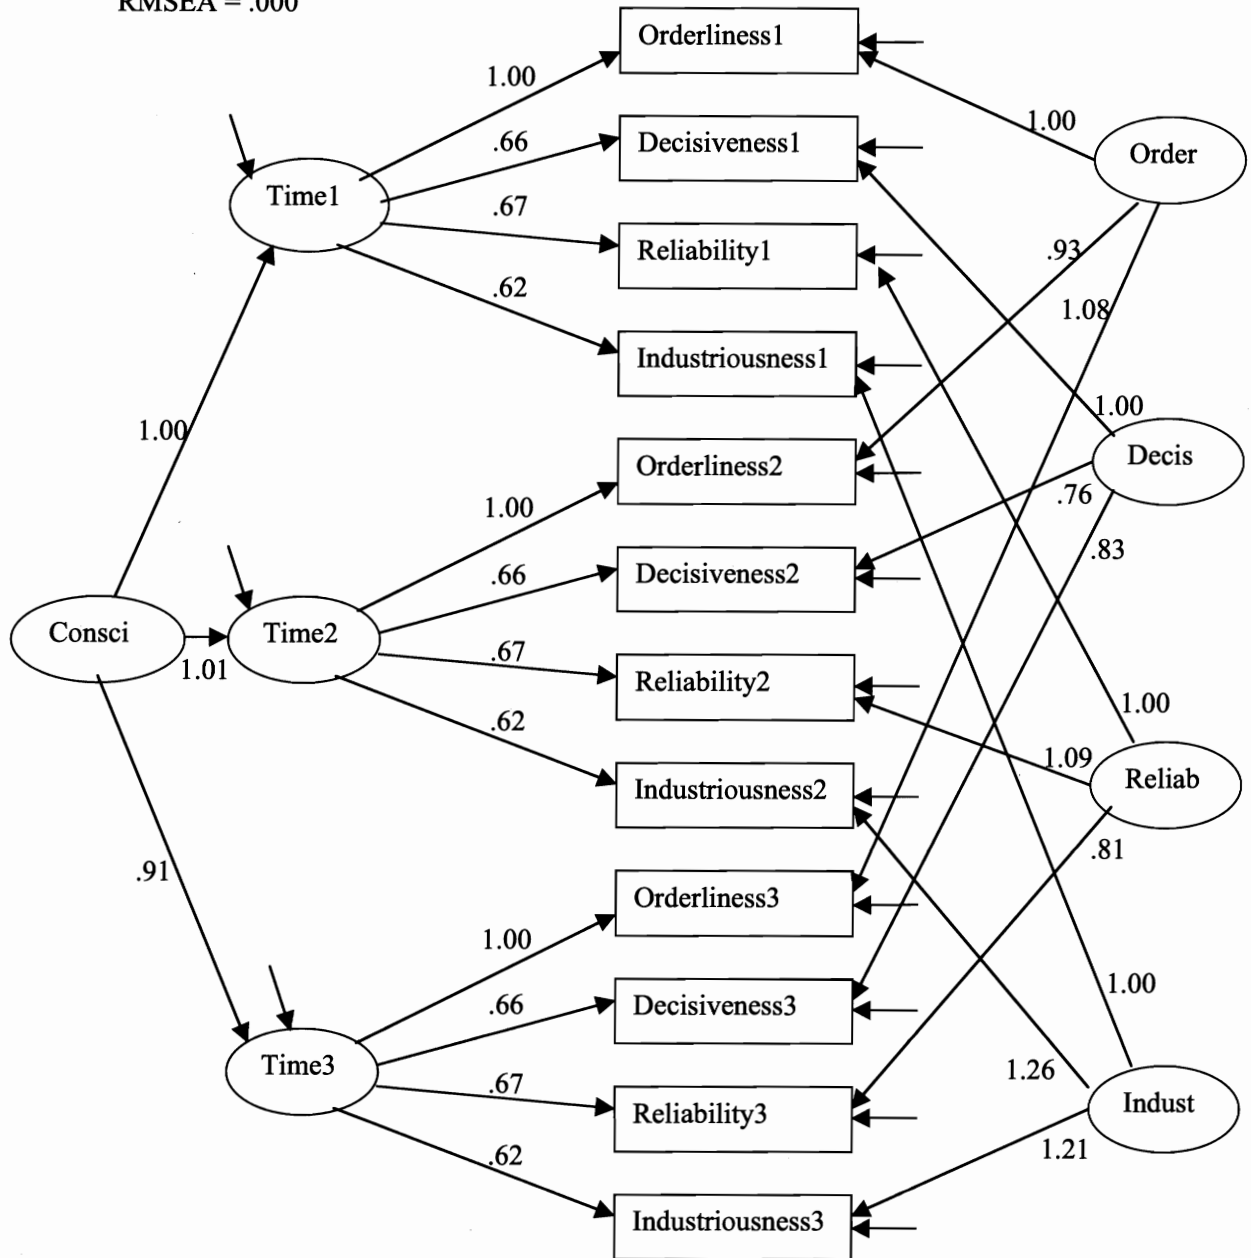 RMSEA = .000
Orderliness1
1.00
1.00
Decisiveness1
.66
Order
Time1
.67
Reliability1
.93
.62
1.08
Industriousness1
1.00
1.00
Orderliness2
Decis
1.00
.76
.66
Decisiveness2
.83
Consci
Time2
1.01
.67
Reliability2
1.00
.62
1.09
Industriousness2
Reliab
.91
.81
Orderliness3
1.00
.66
Decisiveness3
1.00
Time3
.67
1.26
Reliability3
Indust
.62
1.21
Industriousness3